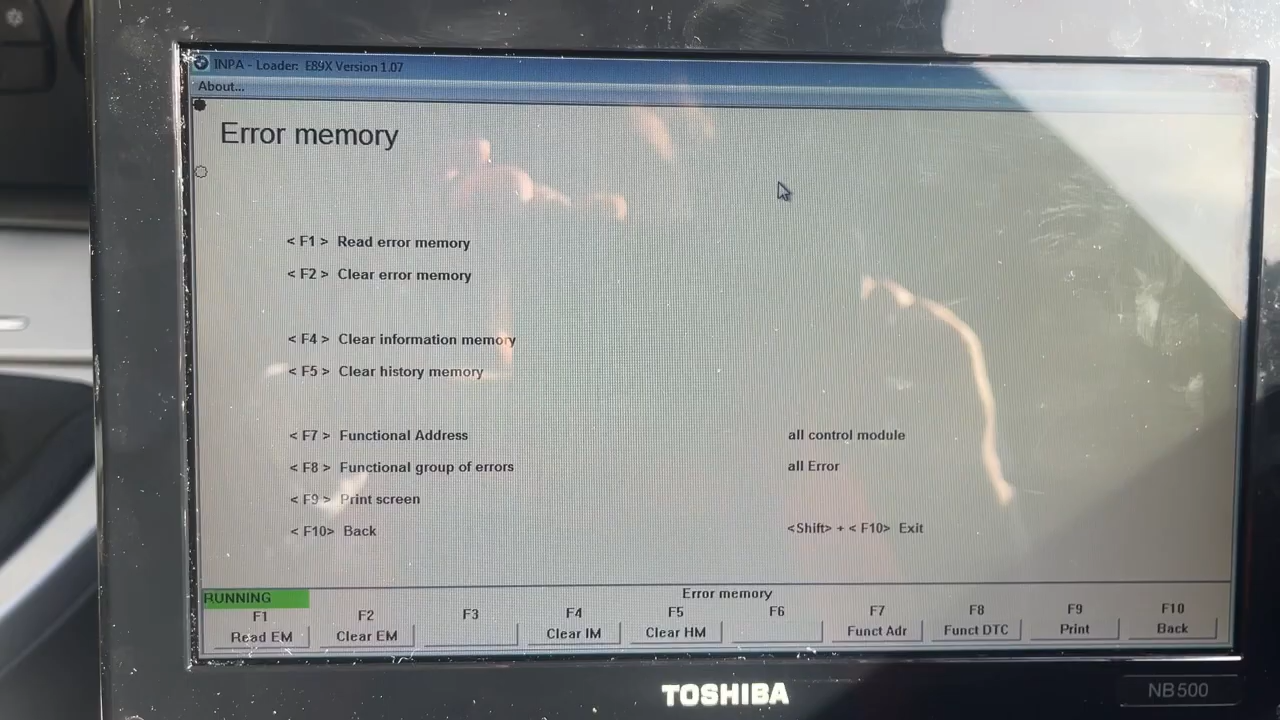 INPA - Loader: E89X Version 1.07
About...
Error memory
< F1 > Read error memory
< F2 > Clear error memory
< F4 > Clear information memory
< F5 > Clear history memory
< F7 > Functional Address all control module
< F8 > Functional group of errors all Error
< F9 > Print screen
< F10> Back <Shift> + < F10> Exit
RUNNING Error memory
F1 F2 F3 F4 F5 F6 F7 F8 F9 F10
Read EM Clear EM Clear IM Clear HM Funct Adr Funct DTC Print Back
TOSHIBA NB500